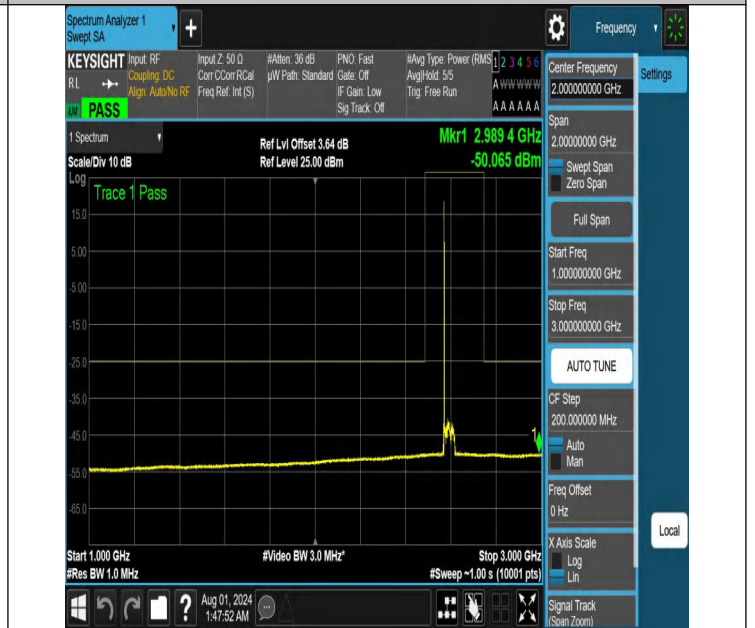 Spectrum Analyzer 1
Swept SA
+
Frequency
KEYSIGHT
RL
PASS
Input: RF
Coupling: DC
Align: Auto/No RF
Input Z: 50 Ω
Corr CCorr RCal
Freq Ref: Int (S)
#Atten: 36 dB
µW Path: Standard
PNO: Fast
Gate: Off
IF Gain: Low
Sig Track: Off
#Avg Type: Power (RMS
Avg|Hold: 5/5
Trig: Free Run
1 2 3 4 5 6
A W W W W W
A A A A A A
1 Spectrum
Scale/Div 10 dB
Ref Lvl Offset 3.64 dB
Ref Level 25.00 dBm
Mkr1 2.989 4 GHz
-50.065 dBm
Log
Trace 1 Pass
15.0
5.00
-5.00
-15.0
-25.0
-35.0
-45.0
-55.0
-65.0
1
Start 1.000 GHz
#Res BW 1.0 MHz
#Video BW 3.0 MHz*
Stop 3.000 GHz
#Sweep ~1.00 s (10001 pts)
?
Aug 01, 2024
1:47:52 AM
Center Frequency
2.000000000 GHz
Span
2.00000000 GHz
Swept Span
Zero Span
Full Span
Start Freq
1.000000000 GHz
Stop Freq
3.000000000 GHz
AUTO TUNE
CF Step
200.000000 MHz
Auto
Man
Freq Offset
0 Hz
X Axis Scale
Log
Lin
Signal Track
(Span Zoom)
Settings
Local